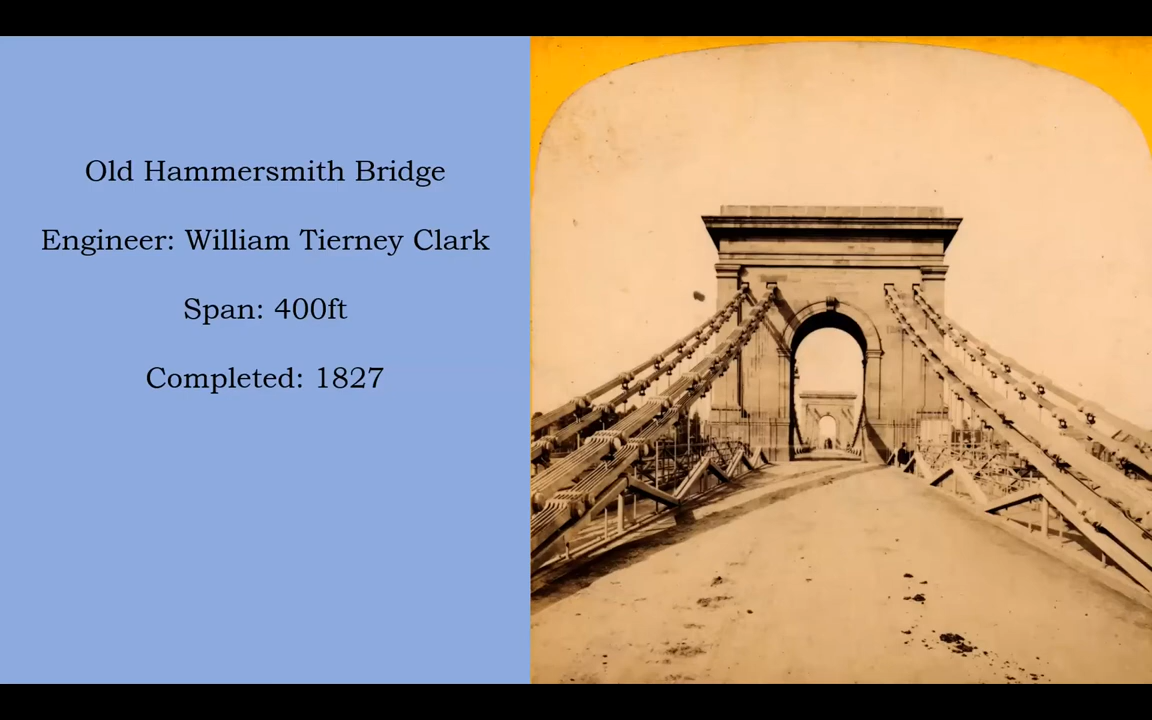 Old Hammersmith Bridge
Engineer: William Tierney Clark
Span: 400ft
Completed: 1827